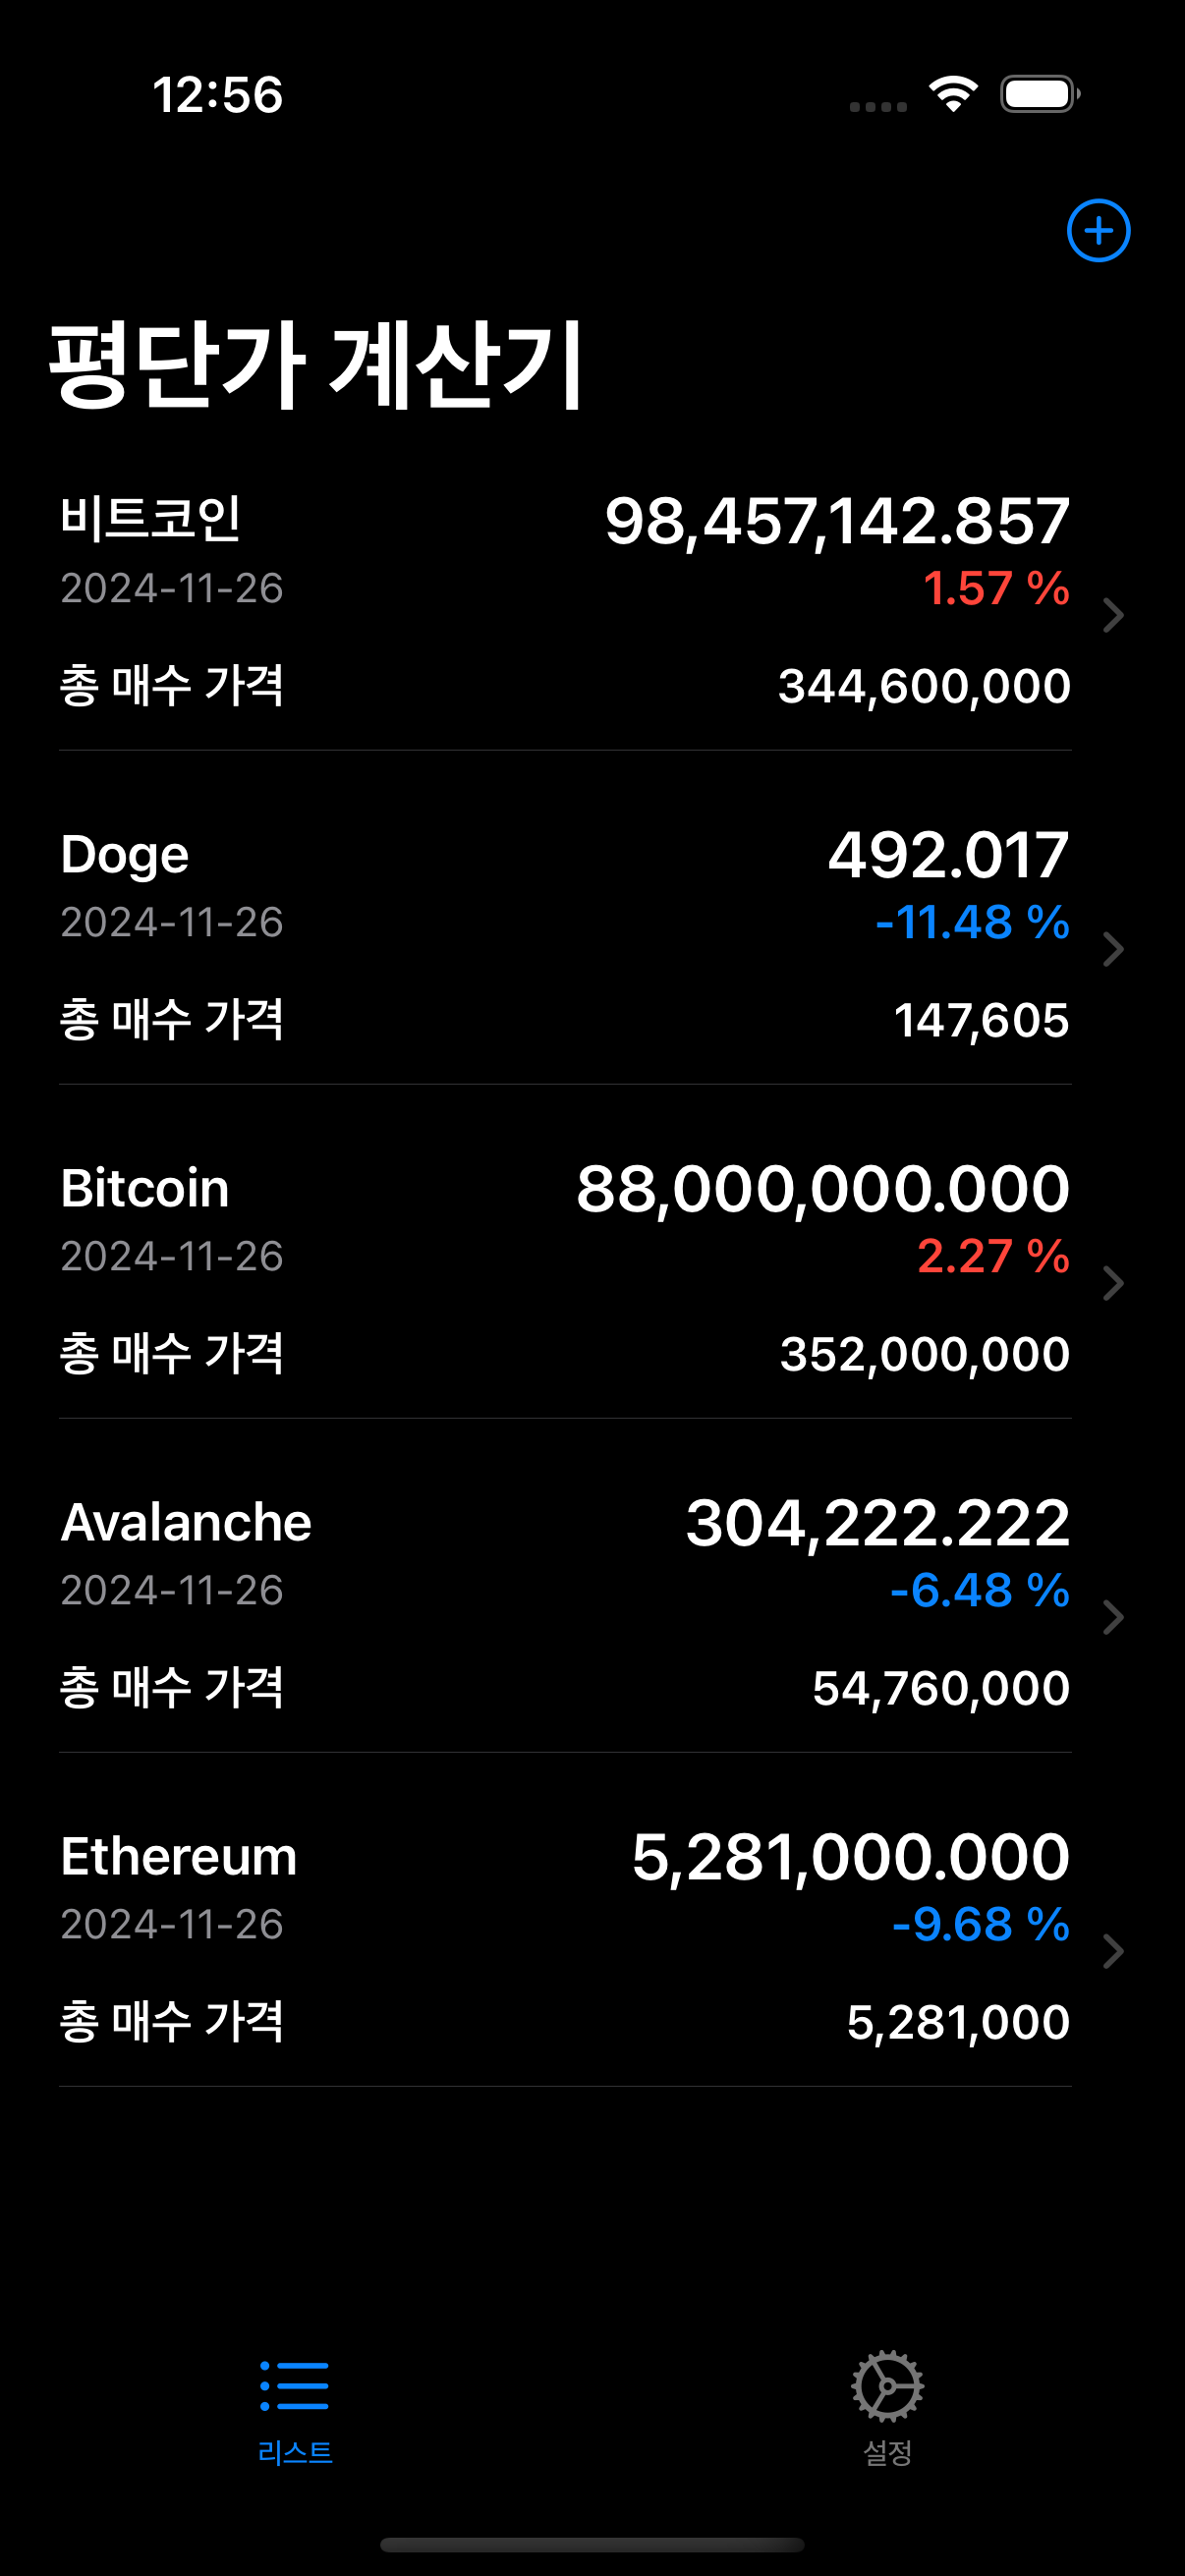 12:56
평단가 계산기
비트코인 98,457,142.857
2024-11-26 1.57 %
총 매수 가격 344,600,000
Doge 492.017
2024-11-26 -11.48 %
총 매수 가격 147,605
Bitcoin 88,000,000.000
2024-11-26 2.27 %
총 매수 가격 352,000,000
Avalanche 304,222.222
2024-11-26 -6.48 %
총 매수 가격 54,760,000
Ethereum 5,281,000.000
2024-11-26 -9.68 %
총 매수 가격 5,281,000
리스트 설정